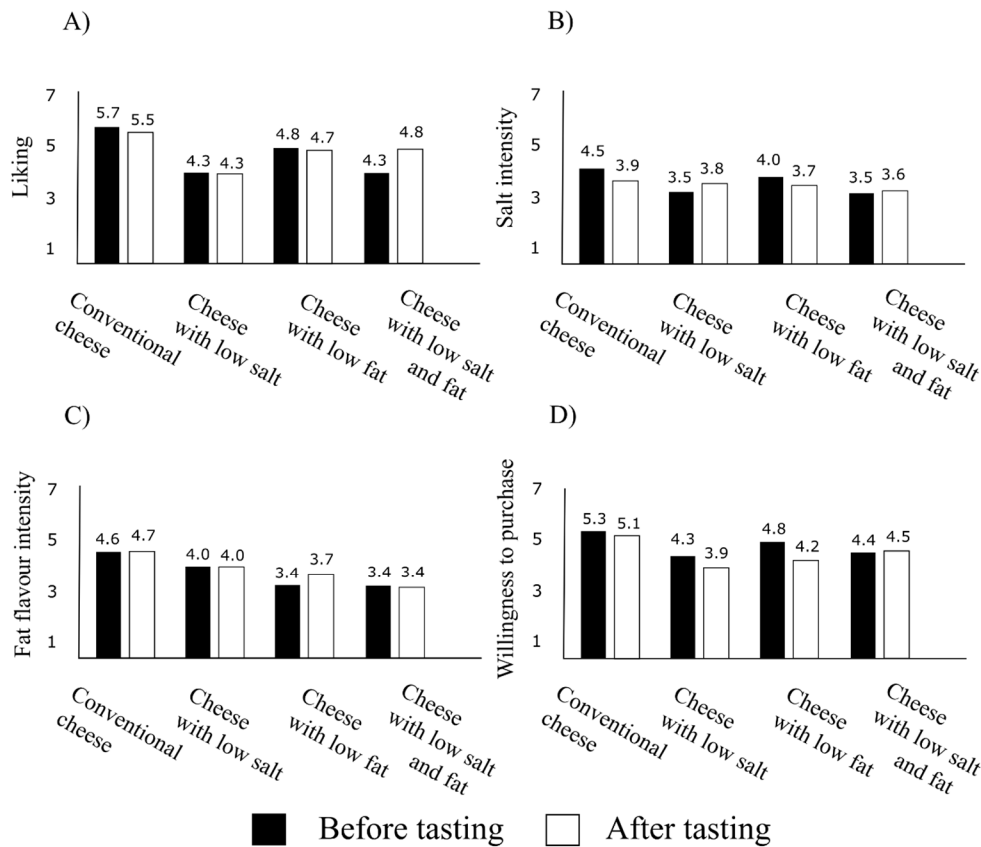 A)
7
5
3
1
Liking
5.7 5.5
4.3 4.3
4.8 4.7
4.3 4.8
Conventional
cheese
Cheese
with low salt
Cheese
with low fat
Cheese
with low salt
and fat
B)
7
5
3
1
Salt intensity
4.5 3.9
3.5 3.8
4.0 3.7
3.5 3.6
Conventional
cheese
Cheese
with low salt
Cheese
with low fat
Cheese
with low salt
and fat
C)
7
5
3
1
Fat flavour intensity
4.6 4.7
4.0 4.0
3.4 3.7
3.4 3.4
Conventional
cheese
Cheese
with low salt
Cheese
with low fat
Cheese
with low salt
and fat
D)
7
5
3
1
Willingness to purchase
5.3 5.1
4.3 3.9
4.8 4.2
4.4 4.5
Conventional
cheese
Cheese
with low salt
Cheese
with low fat
Cheese
with low salt
and fat
Before tasting After tasting